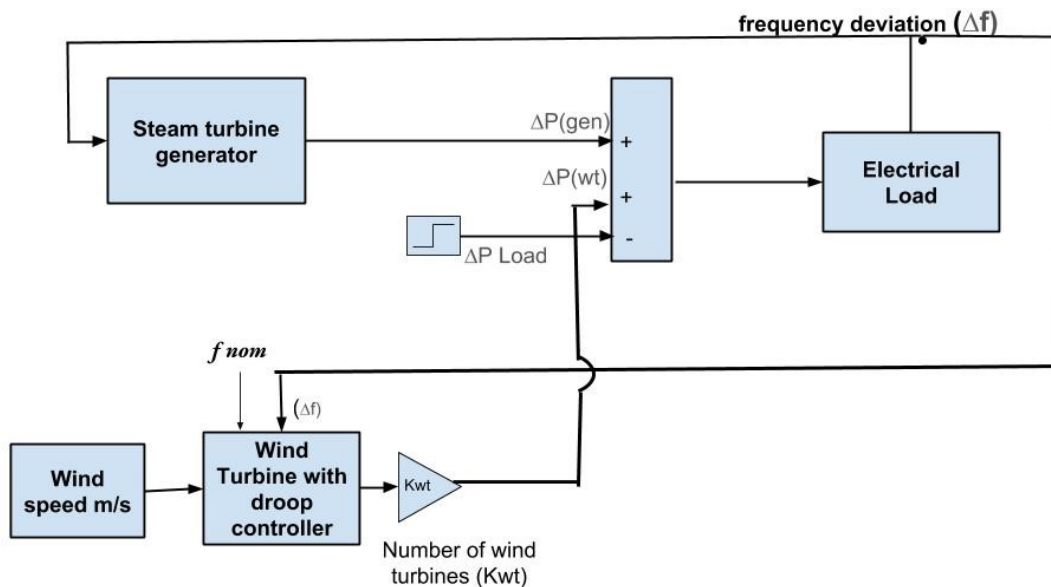 frequency deviation (Δf)
Steam turbine
generator
ΔP(gen)
+
ΔP(wt)
+
Electrical
Load
-
ΔP Load
f nom
(Δf)
Wind
speed m/s
Wind
Turbine with
droop
controller
Kwt
Number of wind
turbines (Kwt)